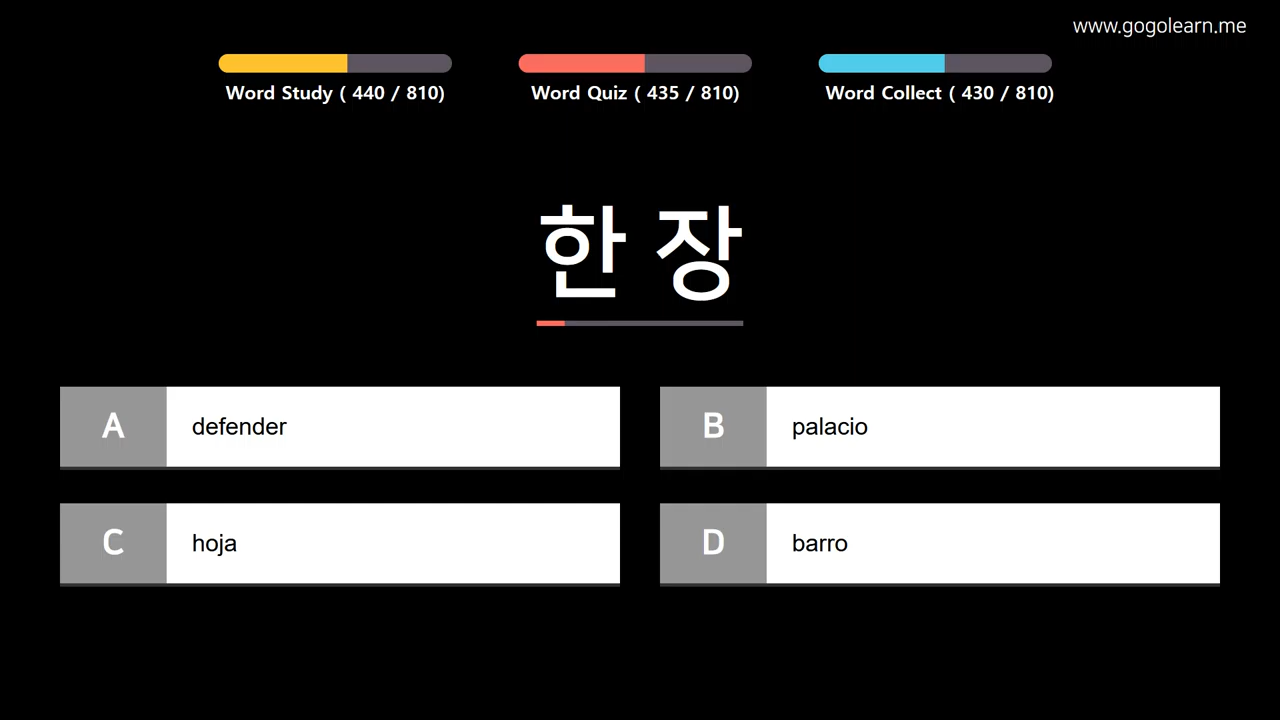 www.gogolearn.me
Word Study ( 440 / 810)
Word Quiz ( 435 / 810)
Word Collect ( 430 / 810)
한 장
A defender
B palacio
C hoja
D barro